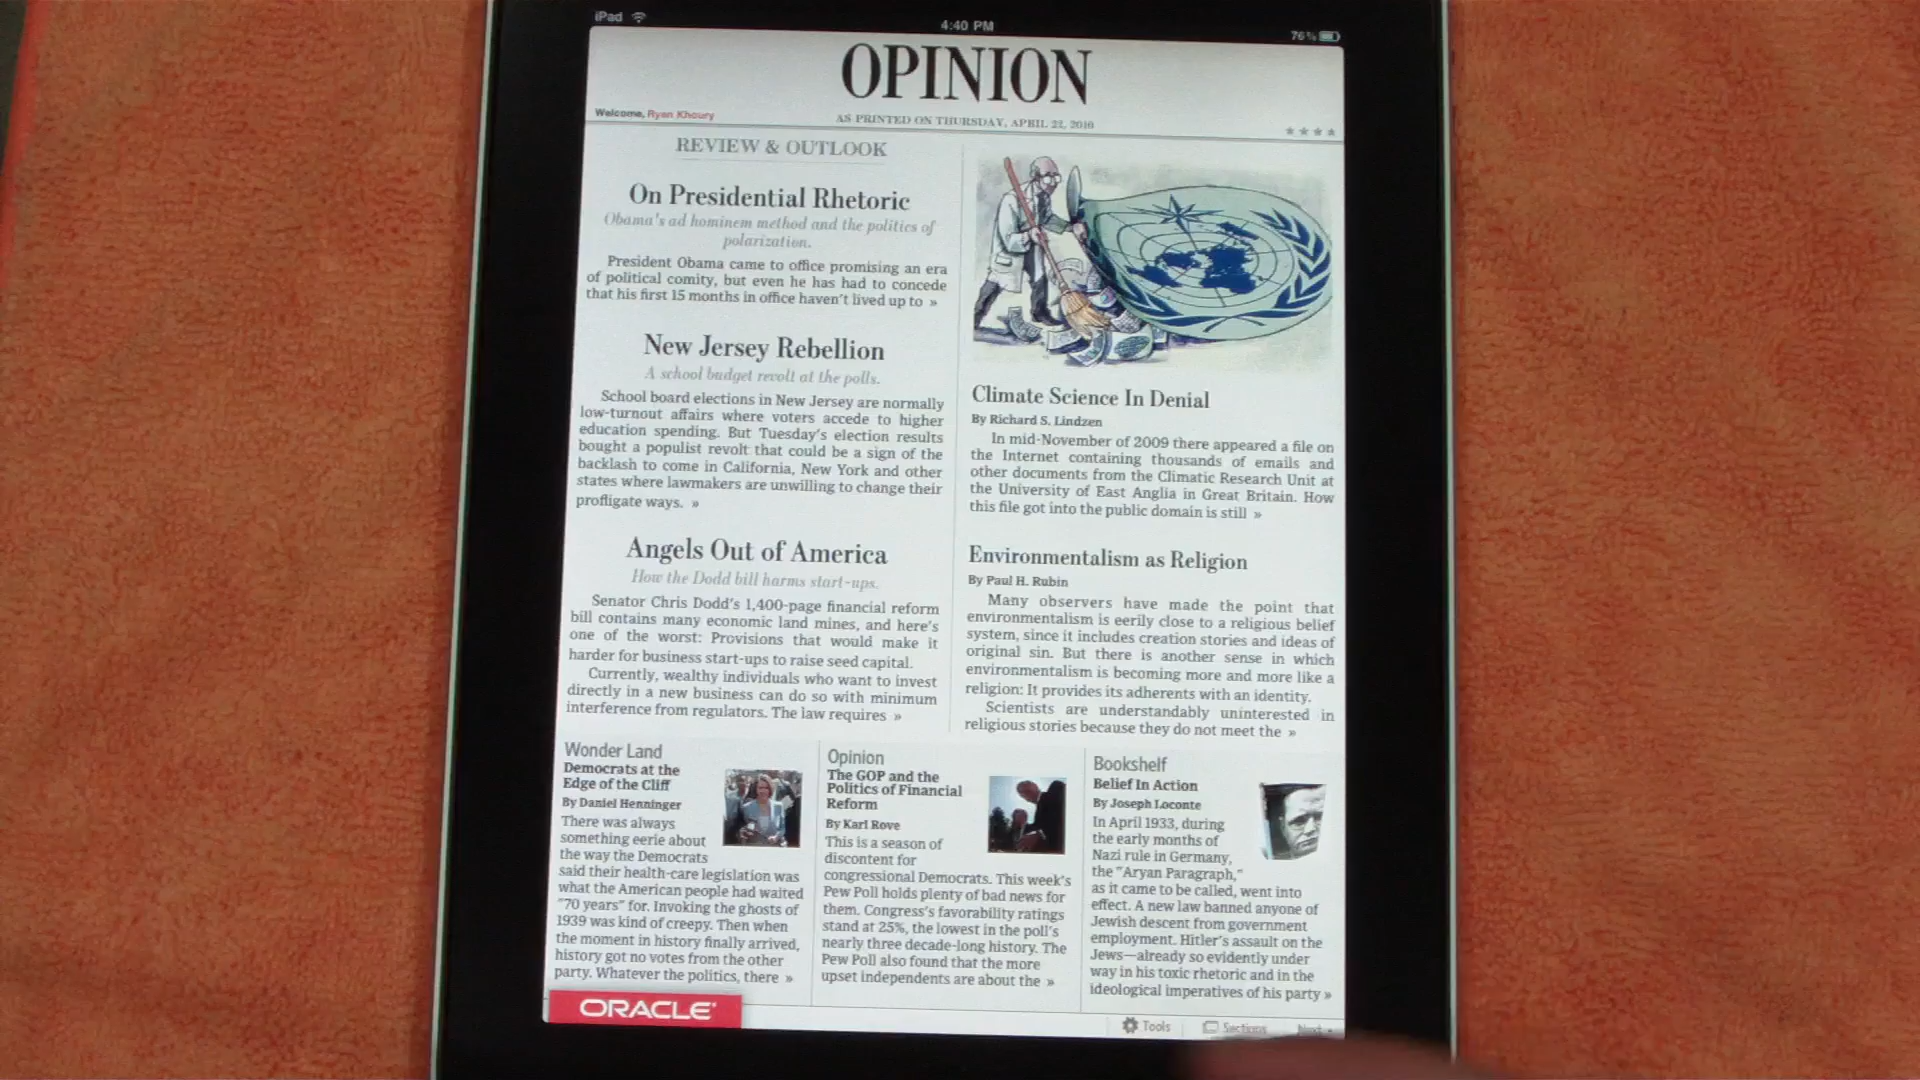 iPad
4:40 PM
76%
OPINION
Welcome, Ryan Khoury
AS PRINTED ON THURSDAY, APRIL 22, 2010
REVIEW & OUTLOOK
On Presidential Rhetoric
Obama's ad hominem method and the politics of
polarization.
President Obama came to office promising an era
of political comity, but even he has had to concede
that his first 15 months in office haven't lived up to »
New Jersey Rebellion
A school budget revolt at the polls.
School board elections in New Jersey are normally
low-turnout affairs where voters accede to higher
education spending. But Tuesday's election results
bought a populist revolt that could be a sign of the
backlash to come in California, New York and other
states where lawmakers are unwilling to change their
profligate ways. »
Angels Out of America
How the Dodd bill harms start-ups.
Senator Chris Dodd's 1,400-page financial reform
bill contains many economic land mines, and here's
one of the worst: Provisions that would make it
harder for business start-ups to raise seed capital.
Currently, wealthy individuals who want to invest
directly in a new business can do so with minimum
interference from regulators. The law requires »
Climate Science In Denial
By Richard S. Lindzen
In mid-November of 2009 there appeared a file on
the Internet containing thousands of emails and
other documents from the Climatic Research Unit at
the University of East Anglia in Great Britain. How
this file got into the public domain is still »
Environmentalism as Religion
By Paul H. Rubin
Many observers have made the point that
environmentalism is eerily close to a religious belief
system, since it includes creation stories and ideas of
original sin. But there is another sense in which
environmentalism is becoming more and more like a
religion: It provides its adherents with an identity.
Scientists are understandably uninterested in
religious stories because they do not meet the »
Wonder Land
Democrats at the
Edge of the Cliff
By Daniel Henninger
There was always
something eerie about
the way the Democrats
said their health-care legislation was
what the American people had waited
"70 years" for. Invoking the ghosts of
1939 was kind of creepy. Then when
the moment in history finally arrived,
history got no votes from the other
party. Whatever the politics, there »
Opinion
The GOP and the
Politics of Financial
Reform
By Karl Rove
This is a season of
discontent for
congressional Democrats. This week's
Pew Poll holds plenty of bad news for
them. Congress's favorability ratings
stand at 25%, the lowest in the poll's
nearly three decade-long history. The
Pew Poll also found that the more
upset independents are about the »
Bookshelf
Belief In Action
By Joseph Loconte
In April 1933, during
the early months of
Nazi rule in Germany,
the "Aryan Paragraph,"
as it came to be called, went into
effect. A new law banned anyone of
Jewish descent from government
employment. Hitler's assault on the
Jews—already so evidently under
way in his toxic rhetoric and in the
ideological imperatives of his party »
ORACLE
Tools
Sections
Next